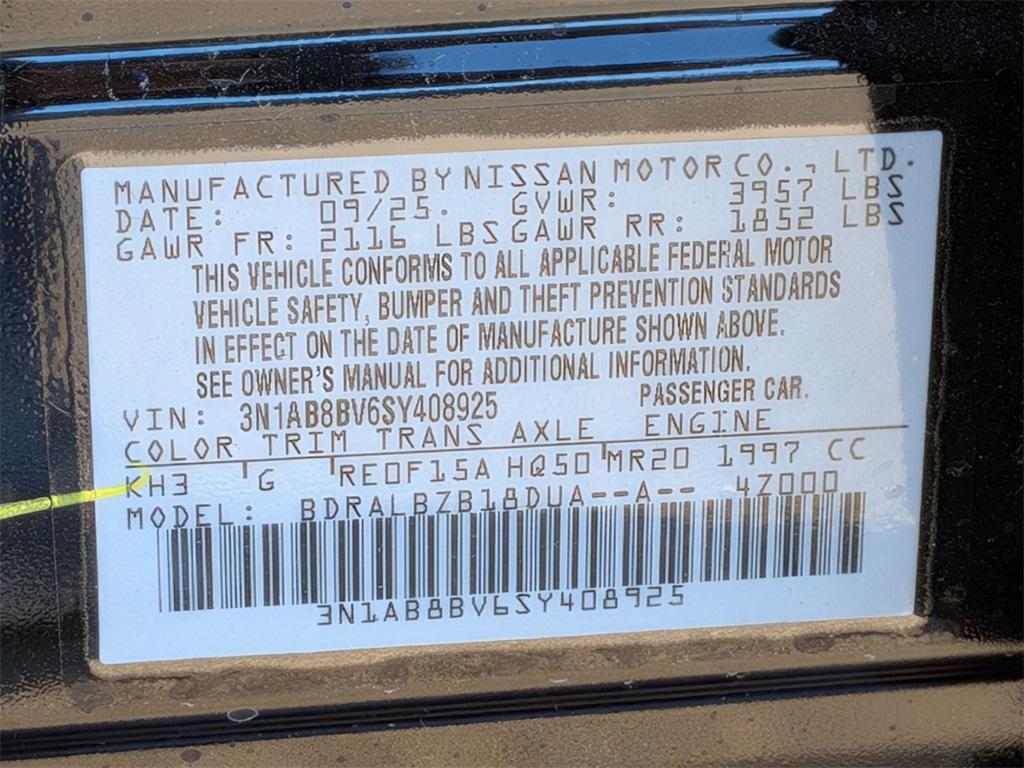 MANUFACTURED BY NISSAN MOTOR CO., LTD.
DATE: 09/25. GVWR: 3957 LBS
GAWR FR: 2116 LBS GAWR RR: 1852 LBS
THIS VEHICLE CONFORMS TO ALL APPLICABLE FEDERAL MOTOR
VEHICLE SAFETY, BUMPER AND THEFT PREVENTION STANDARDS
IN EFFECT ON THE DATE OF MANUFACTURE SHOWN ABOVE.
SEE OWNER'S MANUAL FOR ADDITIONAL INFORMATION.
VIN: 3N1AB8BV6SY408925 PASSENGER CAR.
COLOR TRIM TRANS AXLE ENGINE
KH3 G RE0F15A HQ50 MR20 1997 CC
MODEL: BDRALBZB18DUA--A-- 4Z000
3N1AB8BV6SY408925